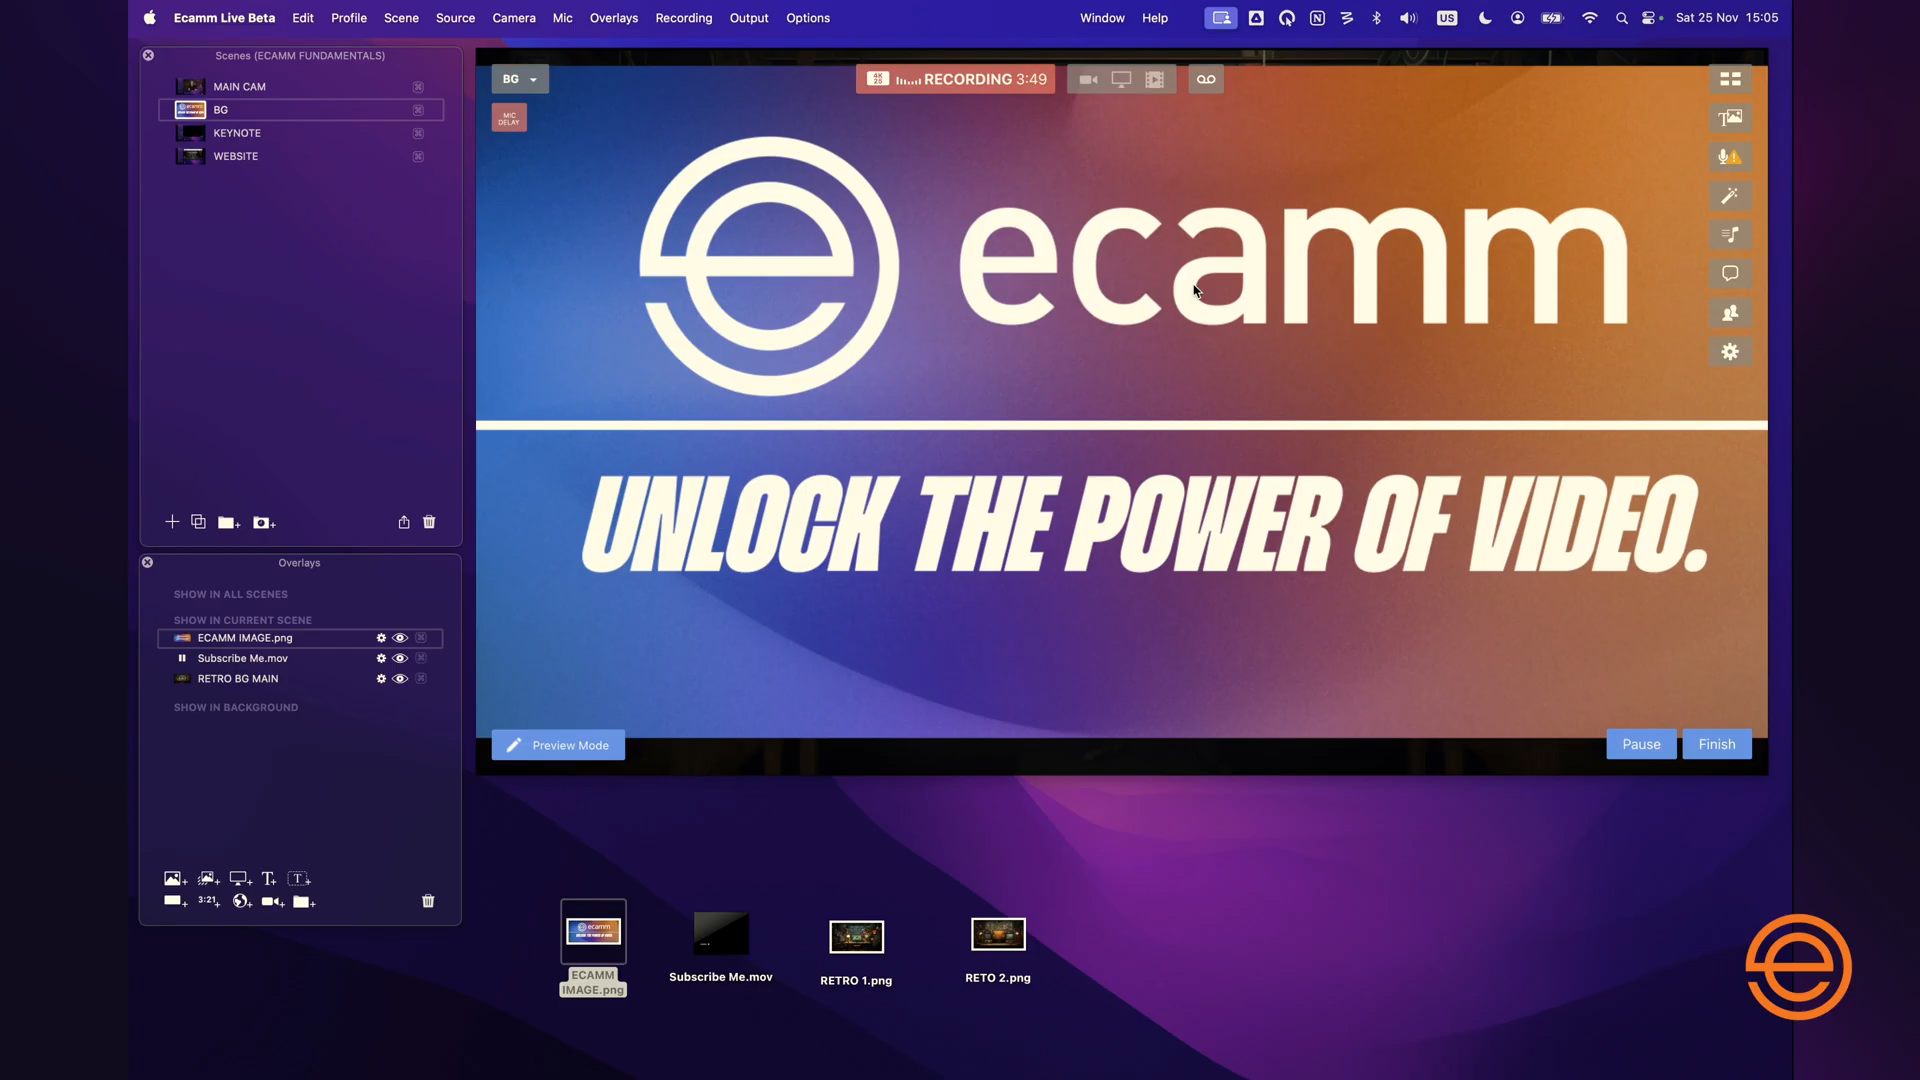 Ecamm Live Beta Edit Profile Scene Source Camera Mic Overlays Recording Output Options Window Help US Sat 25 Nov 15:05
Scenes (ECAMM FUNDAMENTALS)
MAIN CAM
BG
KEYNOTE
WEBSITE
BG
4K
25
RECORDING 3:49
MIC
DELAY
ecamm
UNLOCK THE POWER OF VIDEO.
Preview Mode
Pause
Finish
Overlays
SHOW IN ALL SCENES
SHOW IN CURRENT SCENE
ECAMM IMAGE.png
Subscribe Me.mov
RETRO BG MAIN
SHOW IN BACKGROUND
3:21
ECAMM
IMAGE.png
Subscribe Me.mov
RETRO 1.png
RETO 2.png